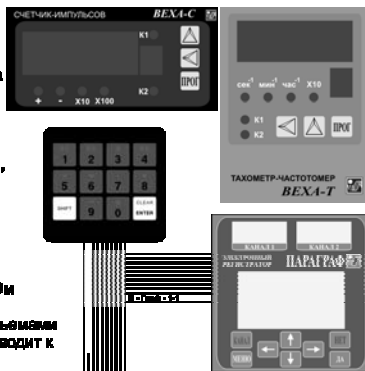 СЧЕТЧИК-ИМПУЛЬСОВ ВЕХА-С
К1
ПРОГ
К2
+ - X10 X100
сек⁻¹ мин⁻¹ час⁻¹ X10
К1
К2
ПРОГ
ТАХОМЕТР-ЧАСТОТОМЕР
ВЕХА-Т
1 2 3 4
5 6 7 8
SHIFT 9 0 CLEAR
ENTER
КАНАЛ 1 КАНАЛ 2
ЭЛЕКТРОННЫЙ
РЕГИСТРАТОР ПАРАГРАФ
КАНАЛ НЕТ
МЕНЮ ДА
водит к